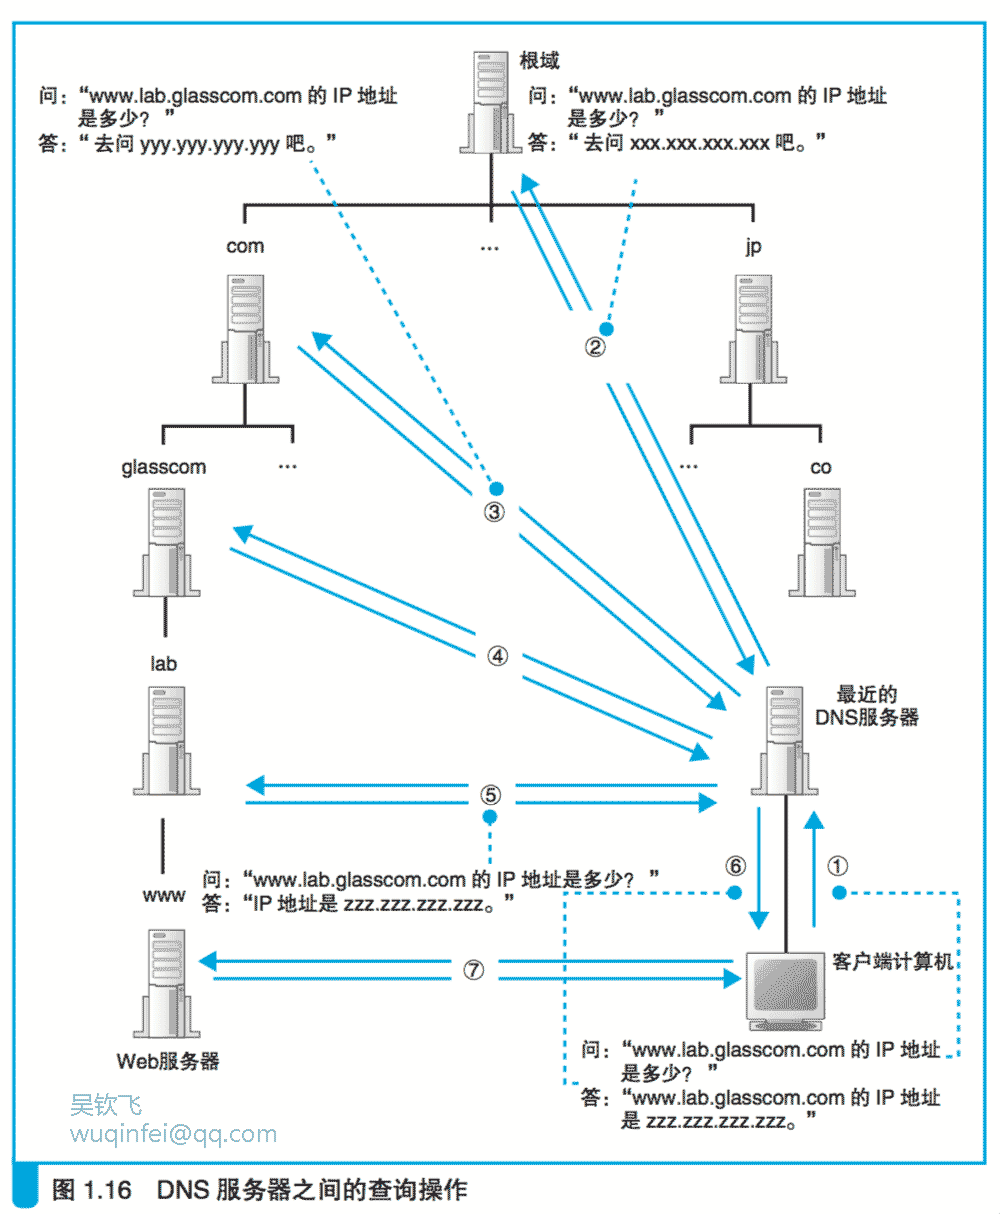 根域
问：“www.lab.glasscom.com 的 IP 地址
是多少？ ”
答：“ 去问 yyy.yyy.yyy.yyy 吧。”
问：“www.lab.glasscom.com 的 IP 地址
是多少？ ”
答：“ 去问 xxx.xxx.xxx.xxx 吧。”
com
...
jp
②
glasscom
...
...
co
③
④
lab
最近的
DNS服务器
⑤
⑥
①
问：“www.lab.glasscom.com 的 IP 地址是多少？ ”
答：“IP 地址是 zzz.zzz.zzz.zzz。”
www
⑦
客户端计算机
Web服务器
问：“www.lab.glasscom.com 的 IP 地址
是多少？ ”
答：“www.lab.glasscom.com 的 IP 地址
是 zzz.zzz.zzz.zzz。”
吴钦飞
wuqinfei@qq.com
图 1.16 DNS 服务器之间的查询操作